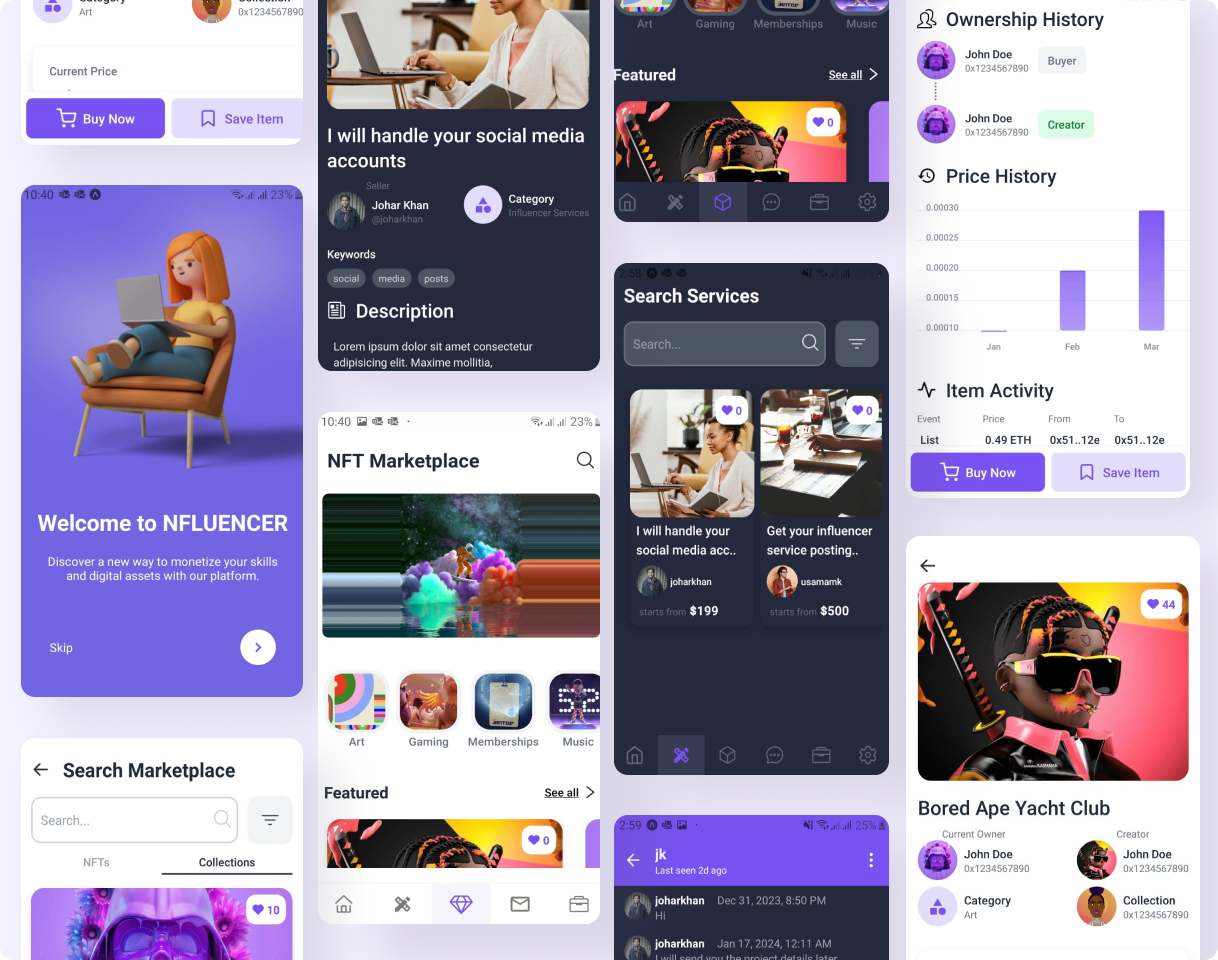 Category
Art
Collection
0x1234567890
Current Price
Buy Now
Save Item
10:40
23%
Welcome to NFLUENCER
Discover a new way to monetize your skills
and digital assets with our platform.
Skip
Search Marketplace
Search...
NFTs
Collections
10
I will handle your social media
accounts
Seller
Johar Khan
@joharkhan
Category
Influencer Services
Keywords
social
media
posts
Description
Lorem ipsum dolor sit amet consectetur
adipisicing elit. Maxime mollitia,
10:40
23%
NFT Marketplace
Art
Gaming
Memberships
Music
Featured
See all
0
Art
Gaming
Memberships
Music
Featured
See all
0
2:58
Search Services
Search...
0
0
I will handle your
social media acc..
joharkhan
starts from $199
Get your influencer
service posting..
usamamk
starts from $500
2:59
25%
jk
Last seen 2d ago
joharkhan Dec 31, 2023, 8:50 PM
Hi
joharkhan Jan 17, 2024, 12:11 AM
I will send you the project details later
Ownership History
John Doe
0x1234567890
Buyer
John Doe
0x1234567890
Creator
Price History
0.00030
0.00025
0.00020
0.00015
0.00010
Jan Feb Mar
Item Activity
Event Price From To
List 0.49 ETH 0x51..12e 0x51..12e
Buy Now
Save Item
44
Bored Ape Yacht Club
Current Owner
John Doe
0x1234567890
Creator
John Doe
0x1234567890
Category
Art
Collection
0x1234567890